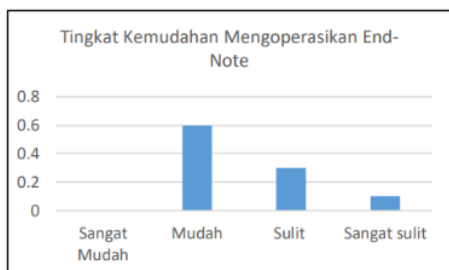 Tingkat Kemudahan Mengoperasikan End-
Note
0.8
0.6
0.4
0.2
0
Sangat Mudah
Mudah
Sulit
Sangat sulit